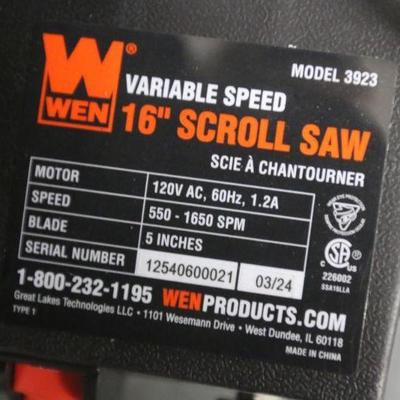 MODEL 3923
WEN®
VARIABLE SPEED
16" SCROLL SAW
SCIE À CHANTOURNER
MOTOR 120V AC, 60Hz, 1.2A
SPEED 550 - 1650 SPM
BLADE 5 INCHES
SERIAL NUMBER 12540600021 03/24
C SA ®
226002
SSA16LLA
1-800-232-1195 WENPRODUCTS.COM
Great Lakes Technologies LLC • 1101 Wesemann Drive • West Dundee, IL 60118
TYPE 1
MADE IN CHINA